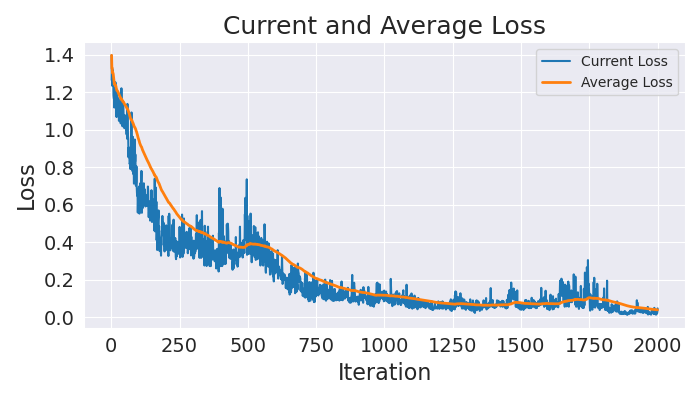 Current and Average Loss
Current Loss
Average Loss
Loss
1.4
1.2
1.0
0.8
0.6
0.4
0.2
0.0
0 250 500 750 1000 1250 1500 1750 2000
Iteration